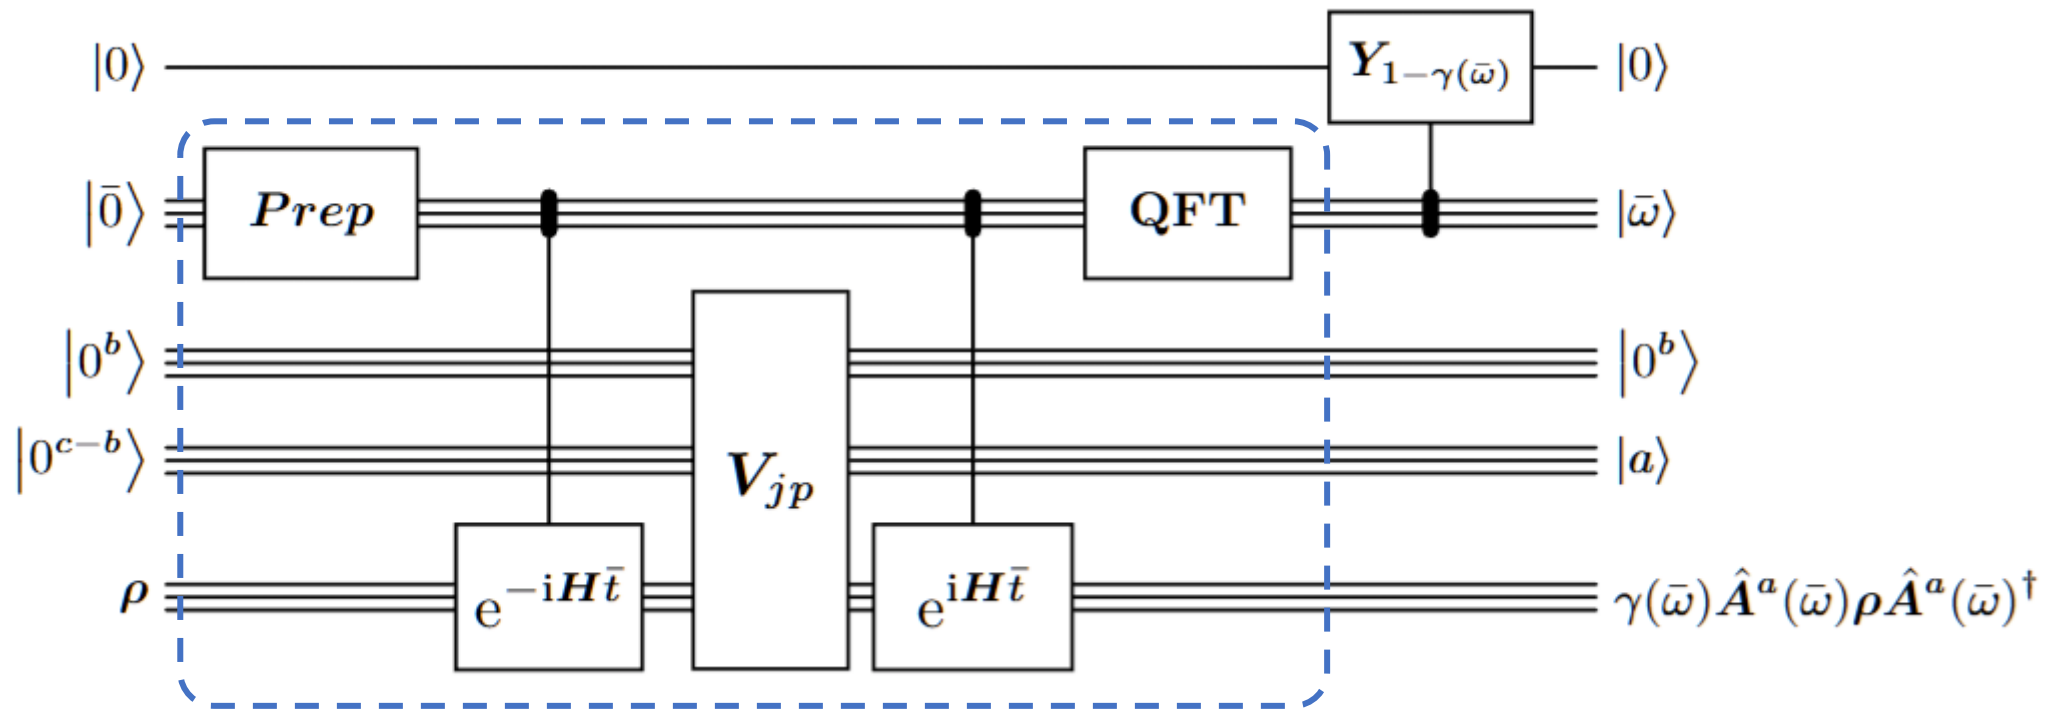 |0⟩ Y_{1−γ(ω̄)} |0⟩
|0̄⟩ Prep QFT |ω̄⟩
|0^b⟩ |0^b⟩
|0^{c−b}⟩ V_{jp} |a⟩
ρ e^{−iHt̄} e^{iHt̄} γ(ω̄)Â^a(ω̄)ρÂ^a(ω̄)^†